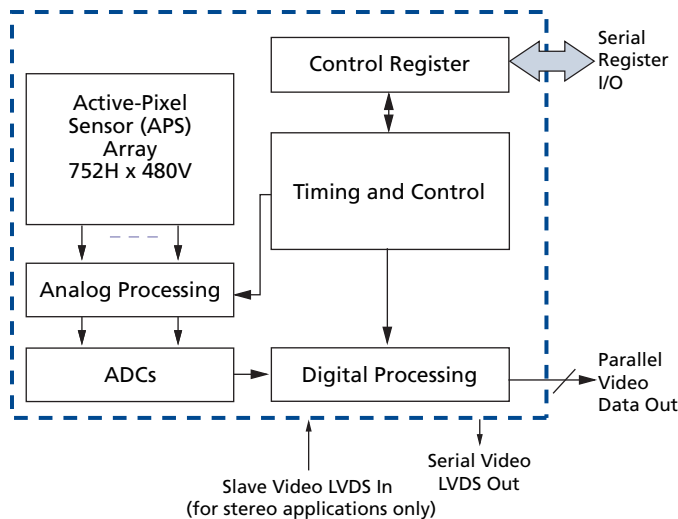 Control Register
Serial
Register
I/O
Active-Pixel
Sensor (APS)
Array
752H x 480V
Timing and Control
Analog Processing
ADCs
Digital Processing
Parallel
Video
Data Out
Slave Video LVDS In
(for stereo applications only)
Serial Video
LVDS Out